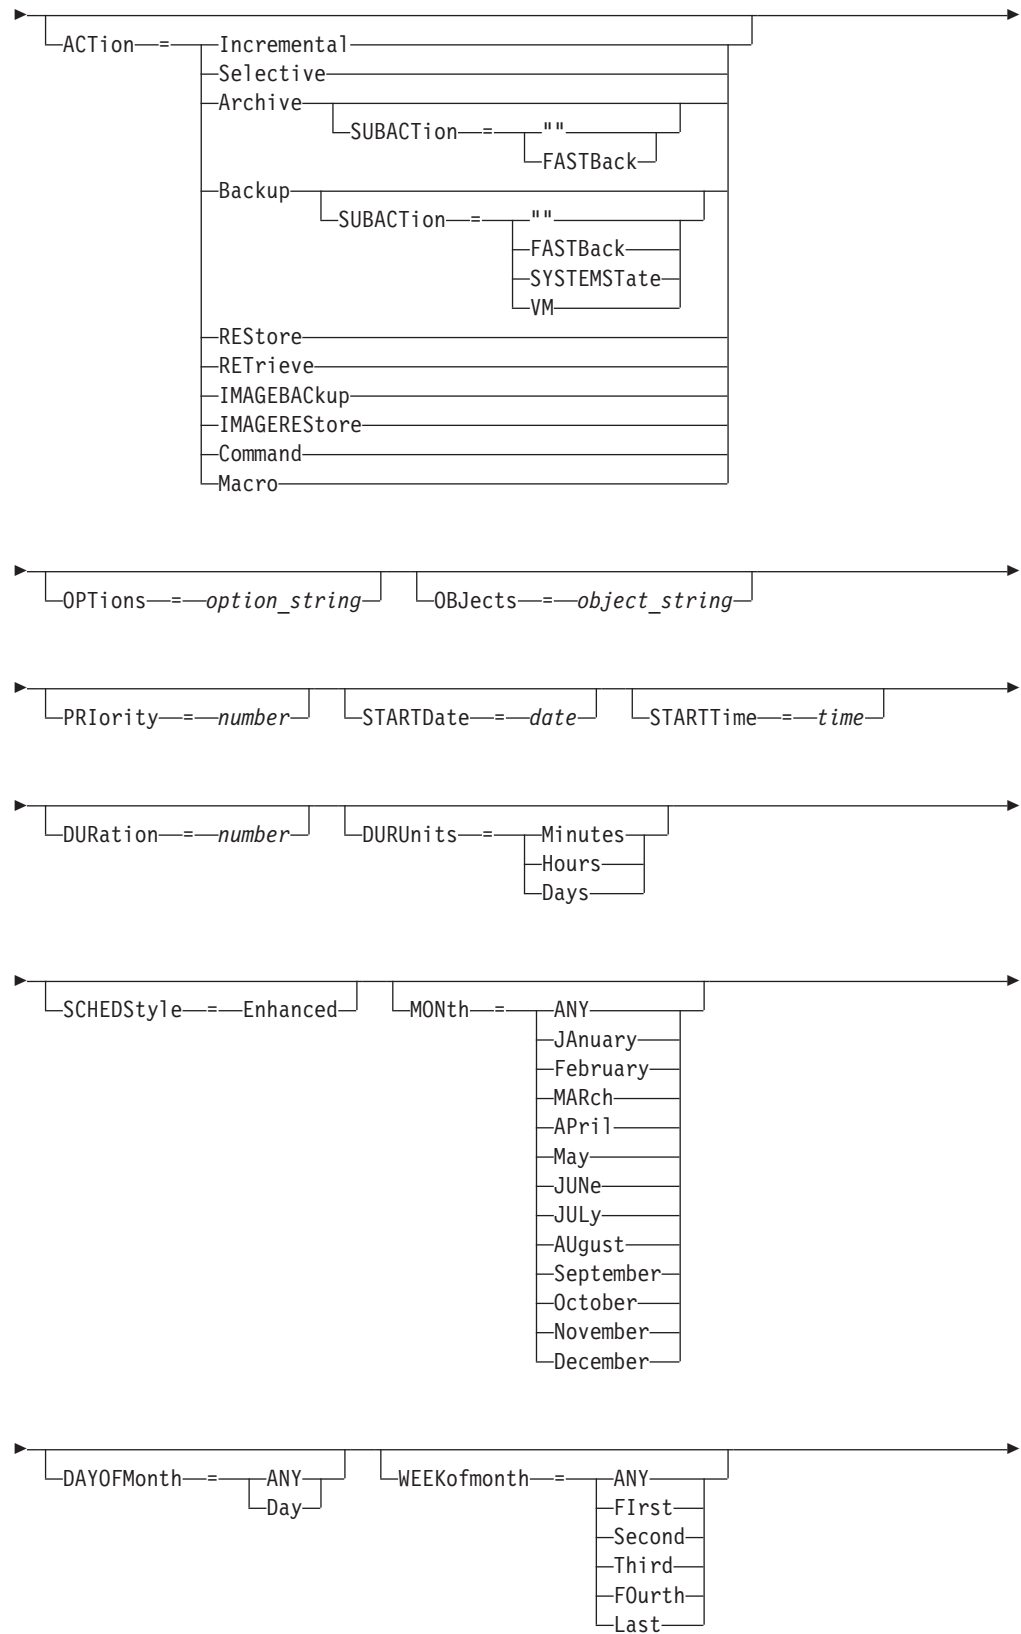 ACTion = Incremental
Selective
Archive
SUBACTion = ""
FASTBack
Backup
SUBACTion = ""
FASTBack
SYSTEMSTate
VM
REStore
RETrieve
IMAGEBACkup
IMAGEREStore
Command
Macro
OPTions = option_string OBJects = object_string
PRIority = number STARTDate = date STARTTime = time
DURation = number DURUnits = Minutes
Hours
Days
SCHEDStyle = Enhanced MONth = ANY
JAnuary
February
MARch
APril
May
JUNe
JULy
AUgust
September
October
November
December
DAYOFMonth = ANY WEEKofmonth = ANY
Day FIrst
Second
Third
FOurth
Last